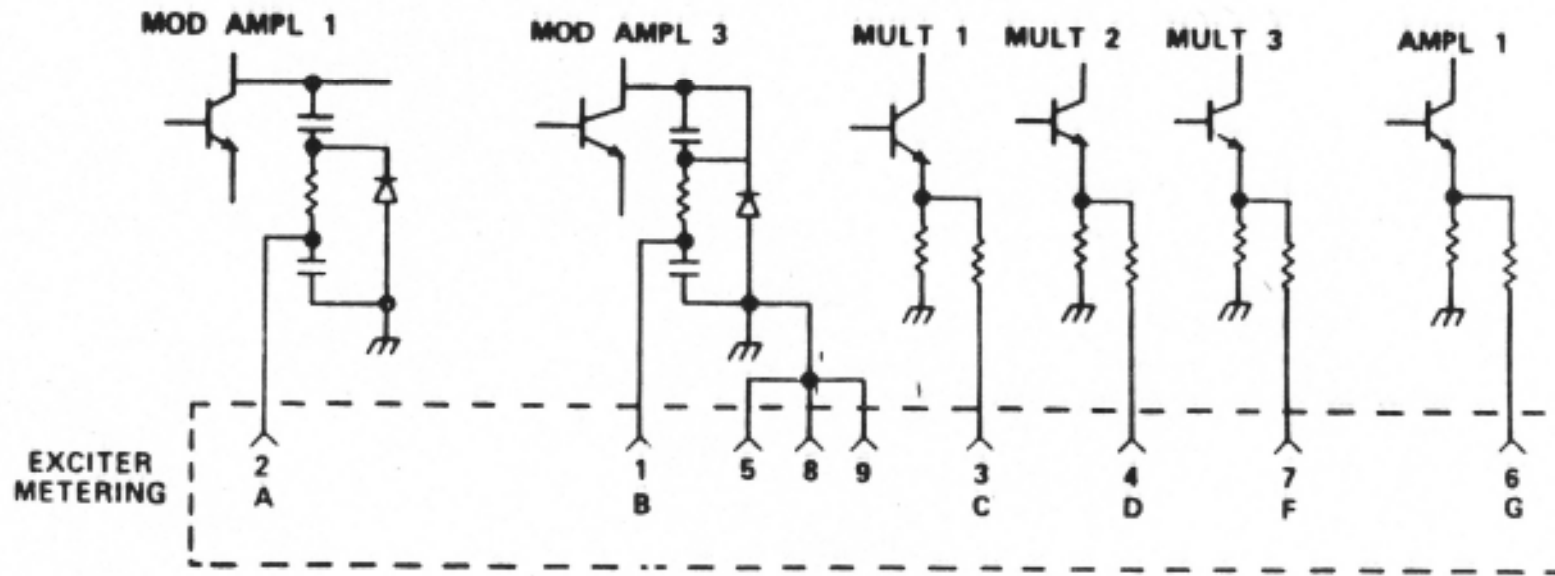 MOD AMPL 1
MOD AMPL 3
MULT 1
MULT 2
MULT 3
AMPL 1
EXCITER
METERING
2
A
1
B
5
8
9
3
C
4
D
7
F
6
G